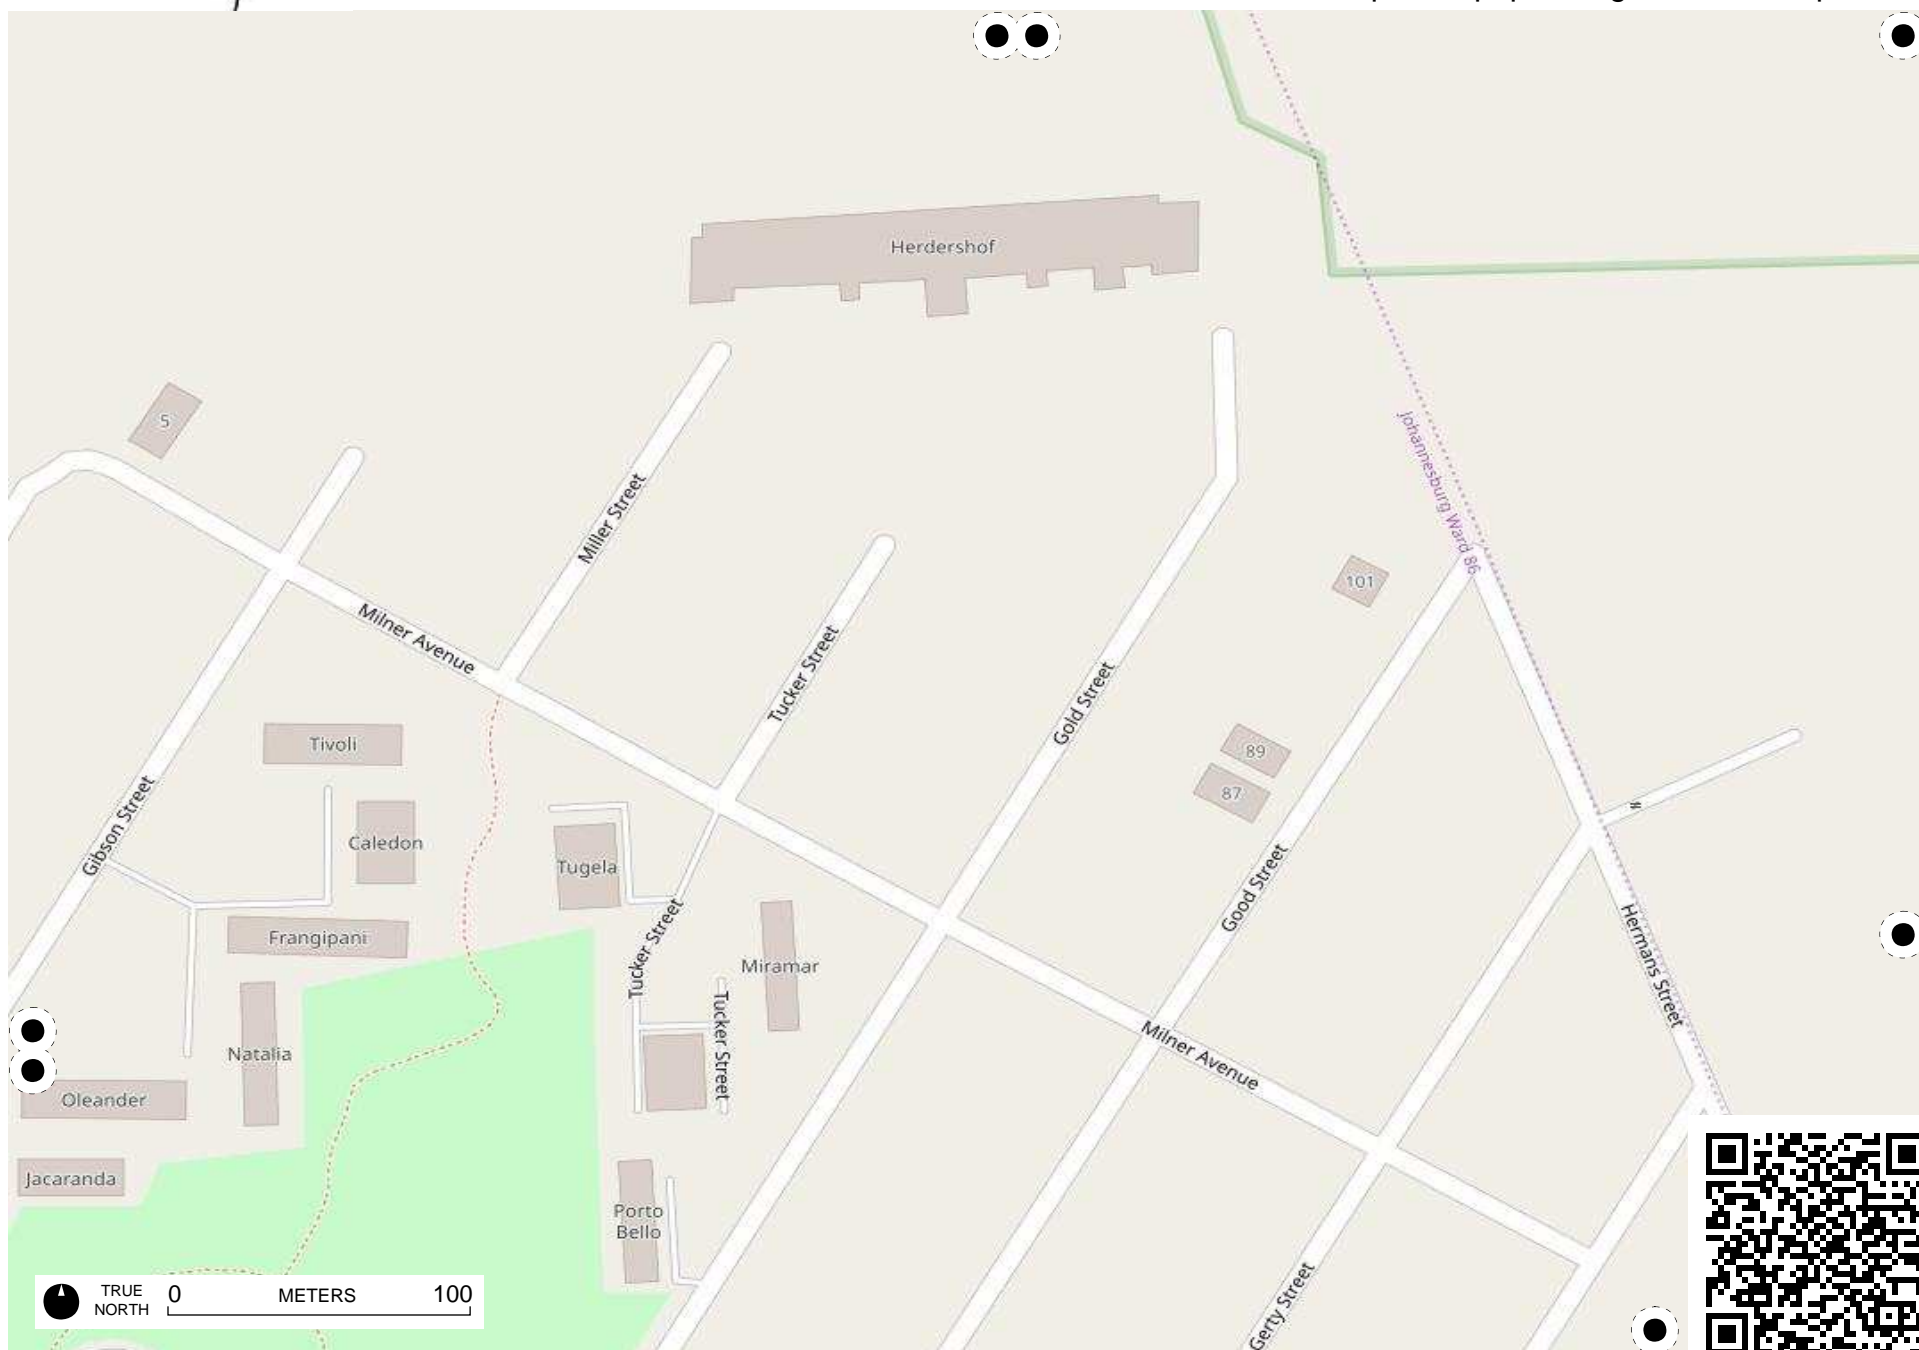 Herdershof
5
Johannesburg Ward 86
Miller Street
101
Milner Avenue
Tucker Street
Gold Street
Tivoli
89
87
Gibson Street
Caledon
Tugela
Good Street
Frangipani
Tucker Street
Miramar
Hermans Street
Natalia
Tucker Street
Milner Avenue
Oleander
Jacaranda
Porto
Bello
TRUE
NORTH
0
METERS
100
Gerty Street